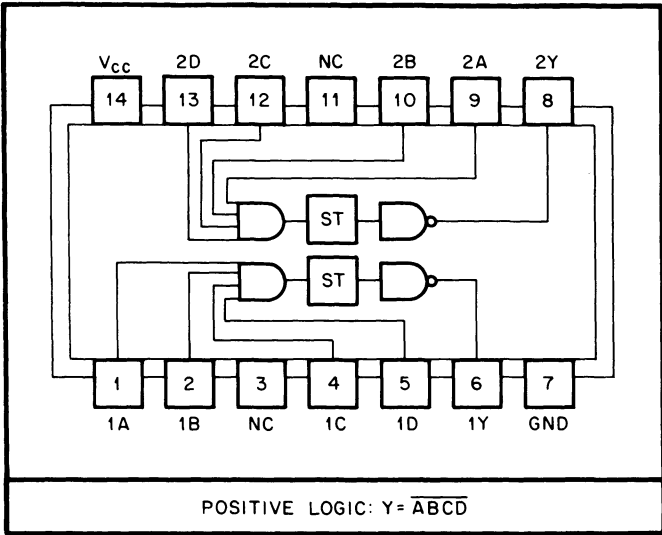 VCC 2D 2C NC 2B 2A 2Y
14 13 12 11 10 9 8
ST
ST
1 2 3 4 5 6 7
1A 1B NC 1C 1D 1Y GND
POSITIVE LOGIC: Y= ABCD